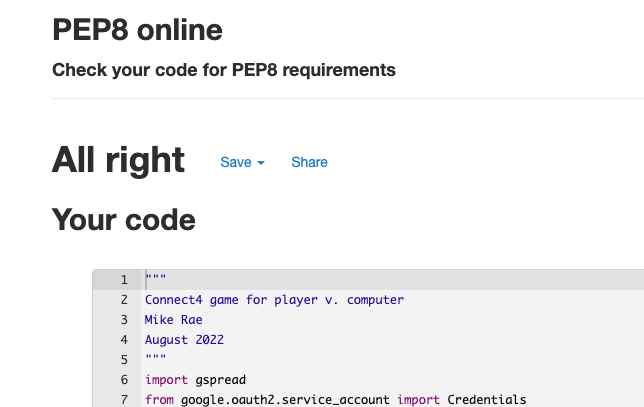 PEP8 online
Check your code for PEP8 requirements
All right Save Share
Your code
1 """
2 Connect4 game for player v. computer
3 Mike Rae
4 August 2022
5 """
6 import gspread
7 from google.oauth2.service_account import Credentials